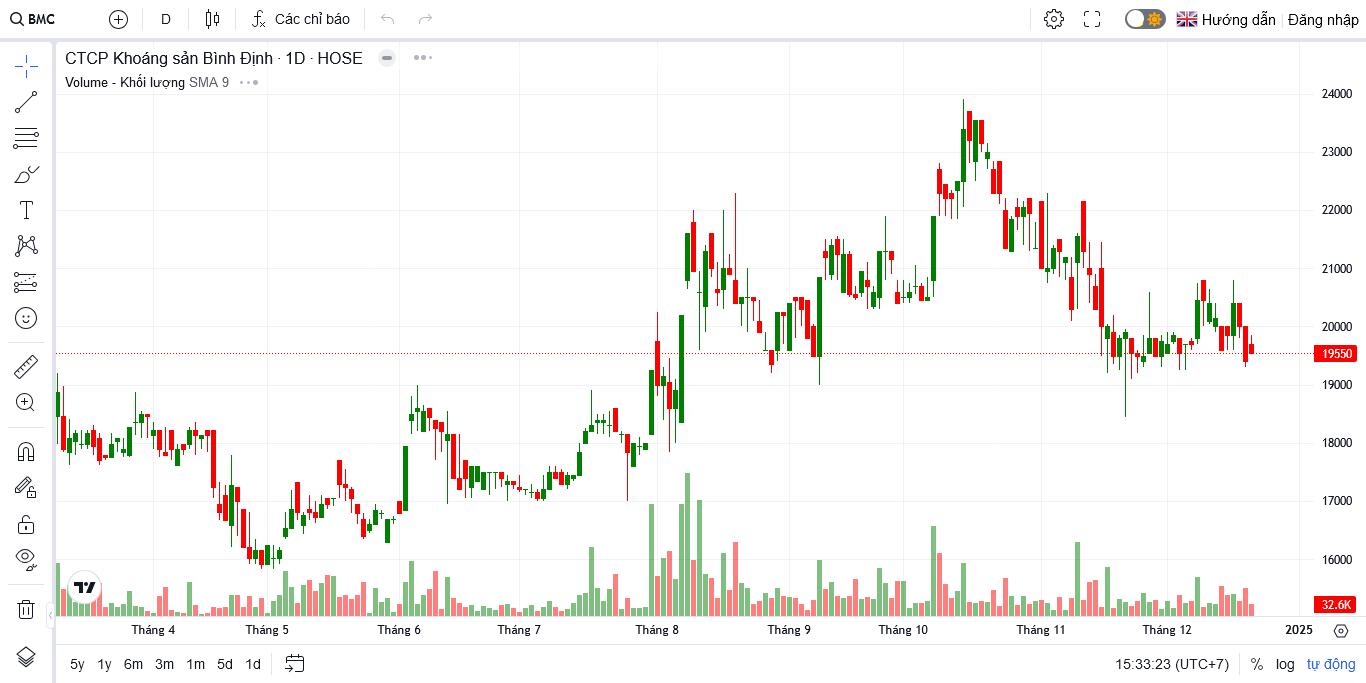 BMC D Các chỉ báo Hướng dẫn Đăng nhập
CTCP Khoáng sản Bình Định · 1D · HOSE
Volume - Khối lượng SMA 9
24000
23000
22000
21000
20000
19550
19000
18000
17000
16000
32.6K
Tháng 4 Tháng 5 Tháng 6 Tháng 7 Tháng 8 Tháng 9 Tháng 10 Tháng 11 Tháng 12 2025
5y 1y 6m 3m 1m 5d 1d 15:33:23 (UTC+7) % log tự động